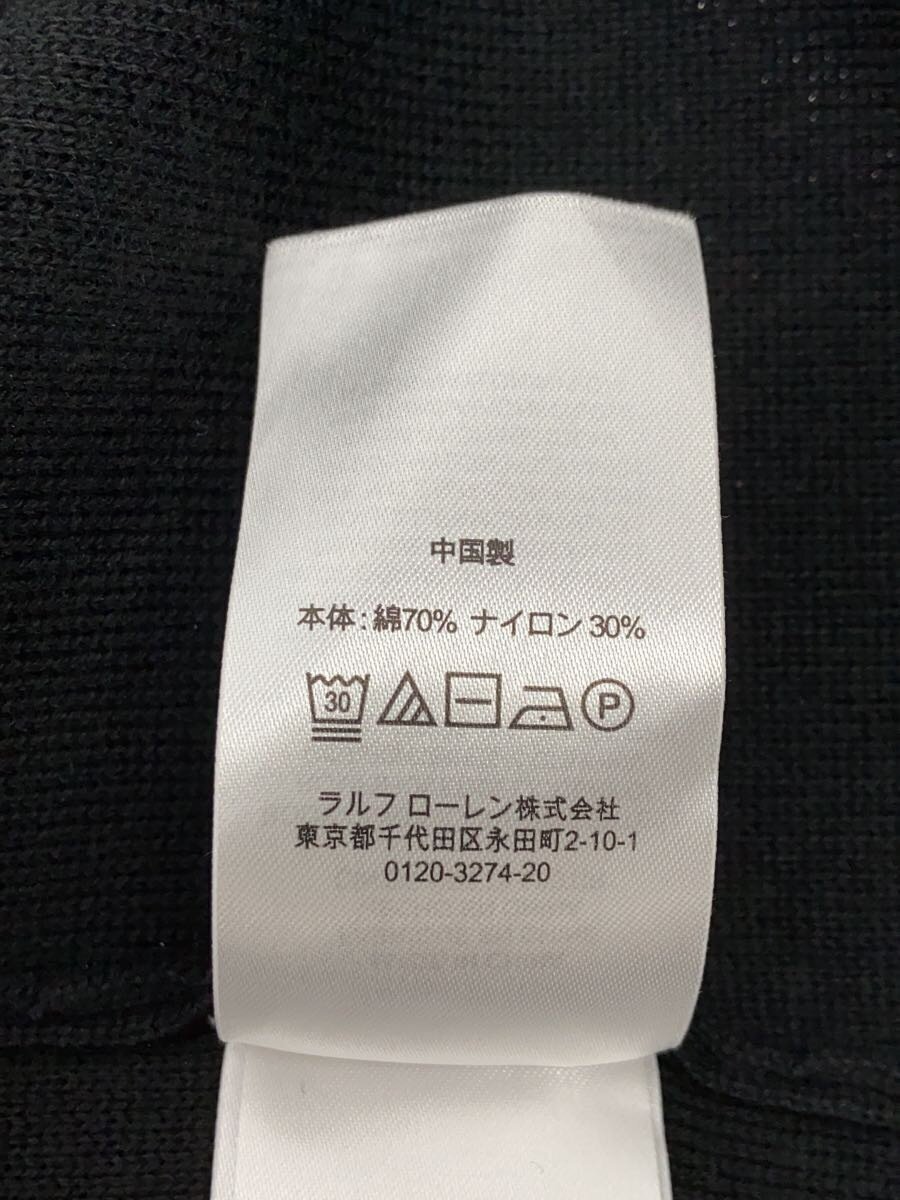 中国製
本体:綿70% ナイロン 30%
30
P
ラルフ ローレン株式会社
東京都千代田区永田町2-10-1
0120-3274-20